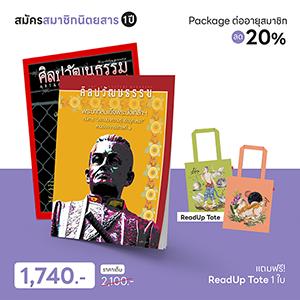 สมัครสมาชิกนิตยสาร 1ปี
Package ต่ออายุสมาชิก
ลด 20%
ศิลปวัฒนธรรม
ศิลปวัฒนธรรม
ReadUp Tote
1,740.-
ราคาเต็ม
2,100.-
แถมฟรี!
ReadUp Tote 1 ใบ